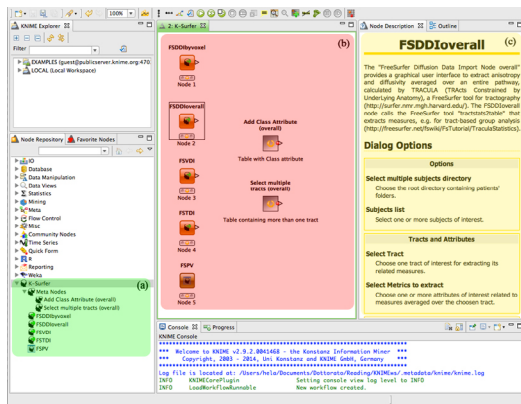 100%
KNIME Explorer
Filter
EXAMPLES (guest@publicserver.knime.org:470
LOCAL (Local Workspace)
Node Repository
Favorite Nodes
IO
Database
Data Manipulation
Data Views
Statistics
Mining
Meta
Flow Control
Misc
Community Nodes
Time Series
Quick Form
R
Reporting
Weka
K-Surfer
(a)
Meta Nodes
Add Class Attribute (overall)
Select multiple tracts (overall)
FSDDIbyvoxel
FSDDIoverall
FSVDI
FSTDI
FSPV
2: K-Surfer
(b)
FSDDIbyvoxel
Node 1
FSDDIoverall
Node 2
Add Class Attribute
(overall)
Table with Class attribute
FSVDI
Node 3
Select multiple
tracts (overall)
Table containing more than one tract
FSTDI
Node 4
FSPV
Node 5
Node Description
Outline
FSDDIoverall
(c)
The "FreeSurfer Diffusion Data Import Node overall"
provides a graphical user interface to extract anisotropy
and diffusivity averaged over an entire pathway,
calculated by TRACULA (TRActs Constrained by
UnderLying Anatomy), a FreeSurfer tool for tractography
(http://surfer.nmr.mgh.harvard.edu/). The FSDDIoverall
node calls the FreeSurfer tool "tractstats2table" that
extracts measures, e.g. for tract-based group analysis
(http://freesurfer.net/fswiki/FsTutorial/TraculaStatistics).
Dialog Options
Options
Select multiple subjects directory
Choose the root directory containing patients'
folders.
Subjects list
Select one or more subjects of interest.
Tracts and Attributes
Select Tract
Choose one tract of interest for extracting its
related measures.
Select Metrics to extract
Choose one or more attributes of interest related to
measures averaged over the choosen tract.
Console
Progress
KNIME Console
*** Welcome to KNIME v2.9.2.0041468 - the Konstanz Information Miner ***
*** Copyright, 2003 - 2014, Uni Konstanz and KNIME GmbH, Germany ***
Log file is located at: /Users/hela/Documents/Dottorato/Reading/KNIMEws/.metadata/knime/knime.log
INFO KNIMECorePlugin Setting console view log level to INFO
INFO LoadWorkflowRunnable New workflow created.